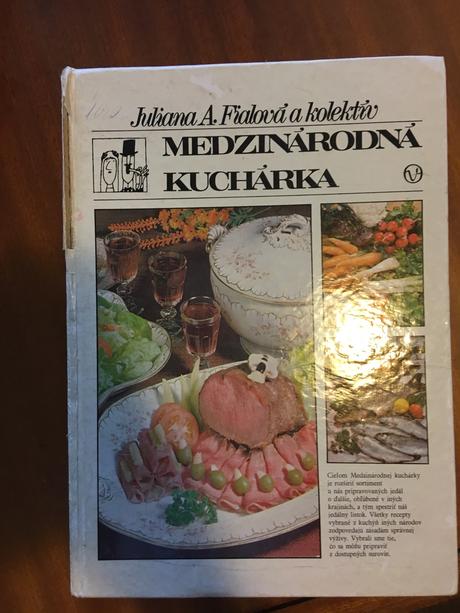 Juliana A. Fialová a kolektív
MEDZINÁRODNÁ
KUCHÁRKA
Cieľom Medzinárodnej kuchárky
je rozšíriť sortiment
u nás pripravovaných jedál
o ďalšie, obľúbené v iných
krajinách, a tým spestriť náš
jedálny lístok. Všetky recepty
vybrané z kuchýň iných národov
zodpovedajú zásadám správnej
výživy. Vybrali sme tie,
čo sa môžu pripraviť
z dostupných surovín.